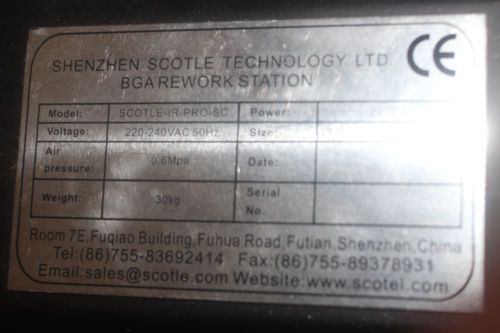 SHENZHEN SCOTLE TECHNOLOGY LTD
BGA REWORK STATION
CE
Model: SCOTLE-IR-PRO-SC Power:
Voltage: 220-240VAC 50Hz Size:
Air pressure: 0.6Mpa Date:
Weight: 30kg Serial No.
Room 7E,Fuqiao Building,Fuhua Road,Futian,Shenzhen,China
Tel:(86)755-83692414 Fax:(86)755-89378931
Email:sales@scotle.com Website:www.scotel.com